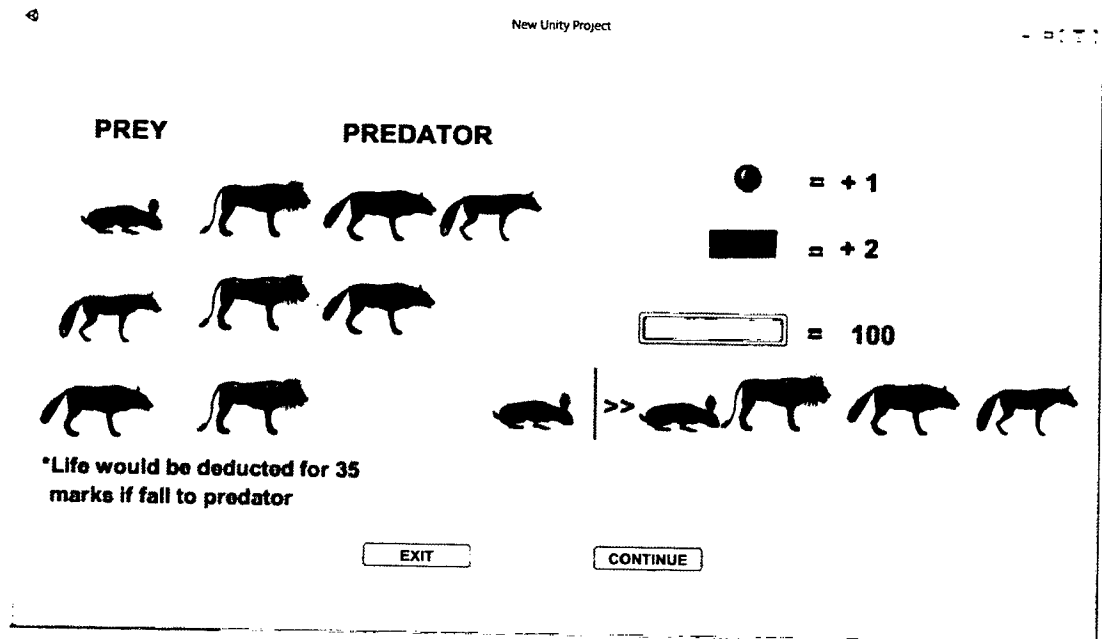 New Unity Project
PREY
PREDATOR
= + 1
= + 2
= 100
>>
*Life would be deducted for 35
marks if fall to predator
EXIT
CONTINUE